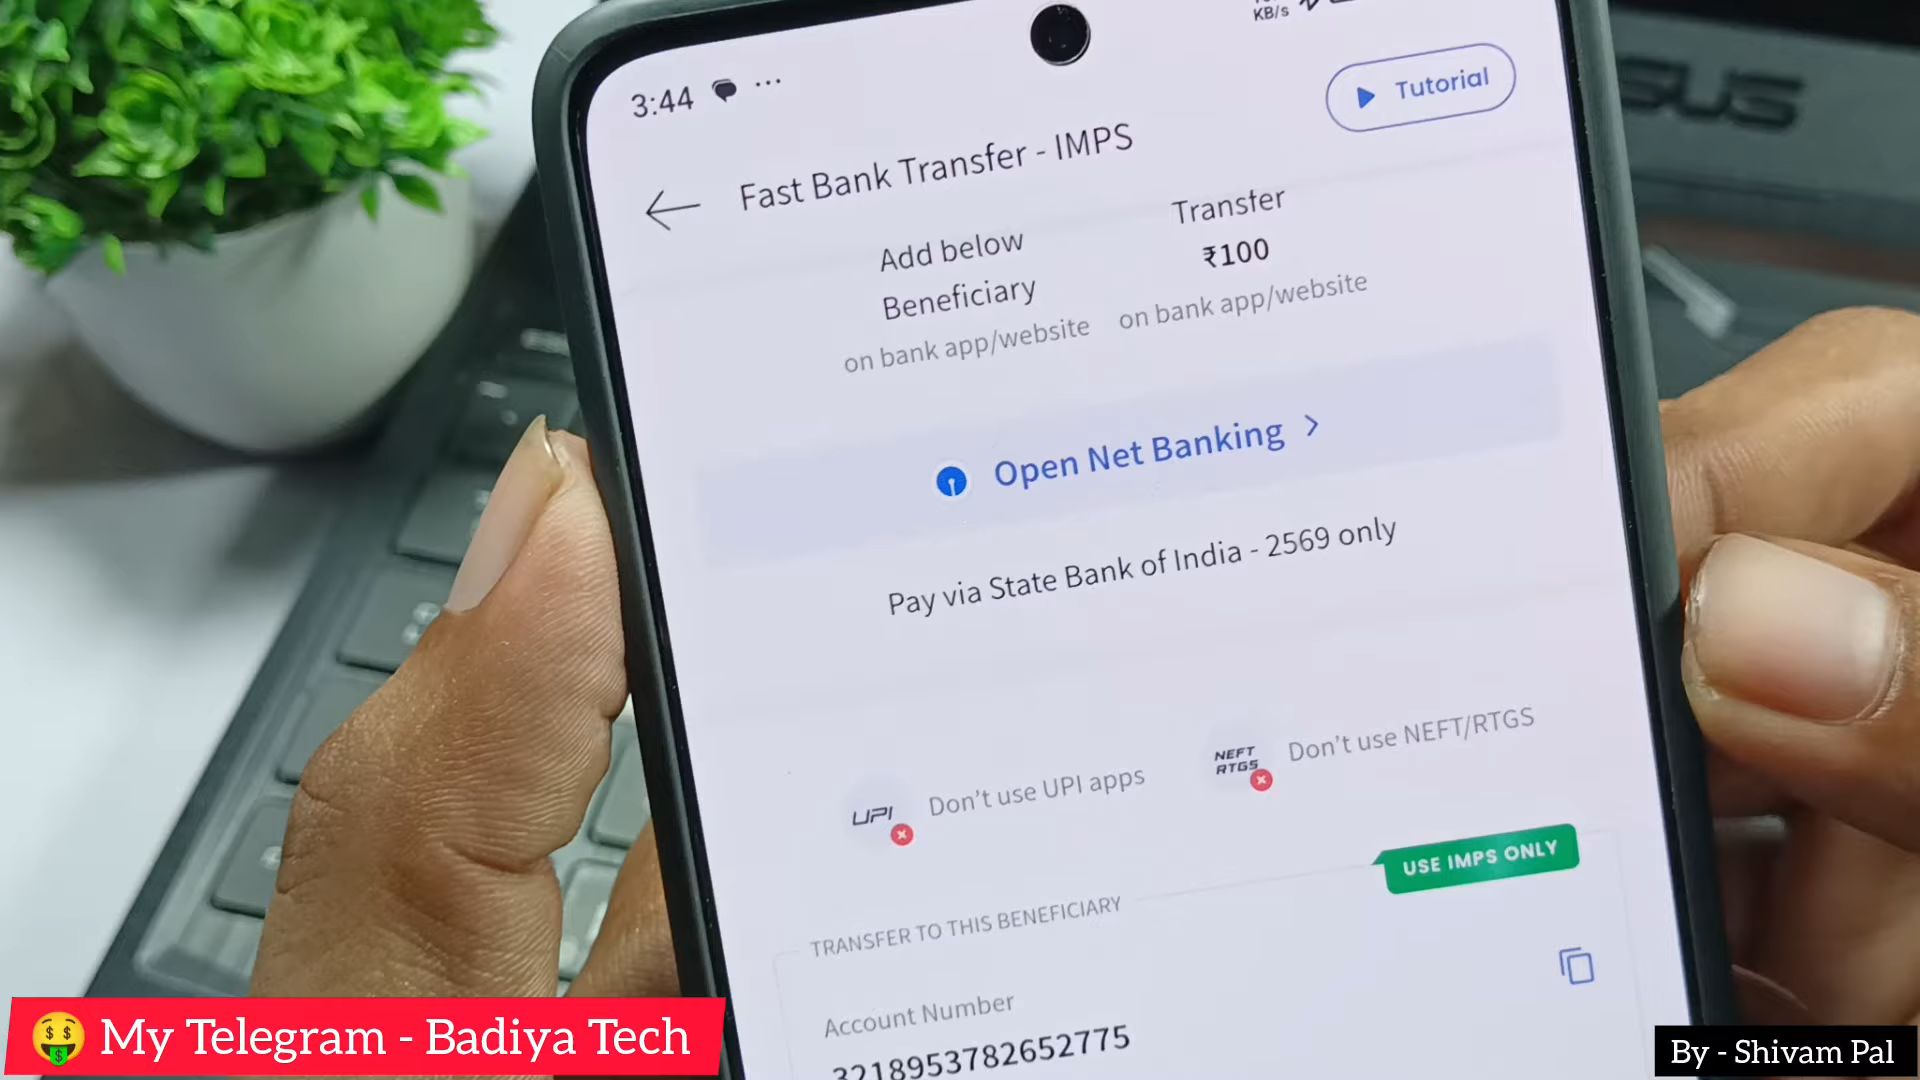 3:44 ...
KB/s
Tutorial
Fast Bank Transfer - IMPS
Add below
Beneficiary
on bank app/website
Transfer
₹100
on bank app/website
Open Net Banking >
Pay via State Bank of India - 2569 only
UPI
Don't use UPI apps
NEFT
RTGS
Don't use NEFT/RTGS
USE IMPS ONLY
TRANSFER TO THIS BENEFICIARY
Account Number
3218953782652775
My Telegram - Badiya Tech
By - Shivam Pal